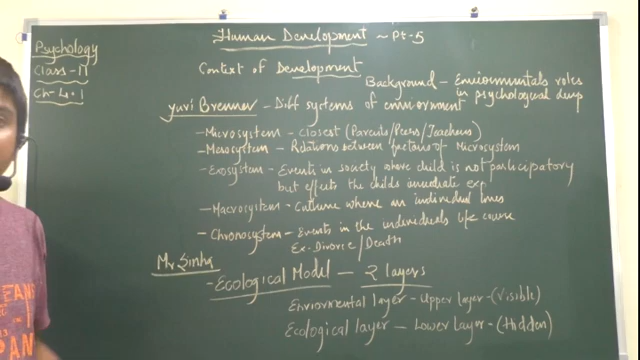 Human Development ~ Pt-5
Psychology
Class-11
Ch-4.1
Context of Development
Background - Enviornmentals roles
in psychological devp
Yuri Brenner - Diff systems of enviornment
- Microsystem - Closest (Parents/Peers/Teachers)
- Mesosystem - Relations between factors of Microsystem
- Exosystem - Events in society where child is not participatory
but effects the childs immediate exp
- Macrosystem - Culture where an individual lives
- Chronosystem - Events in the individuals life course
Ex-Divorce/Death
Mr Sinha
- Ecological Model - 2 layers
Enviormental layer - Upper layer - (Visible)
Ecological layer - Lower Layer - (Hidden)